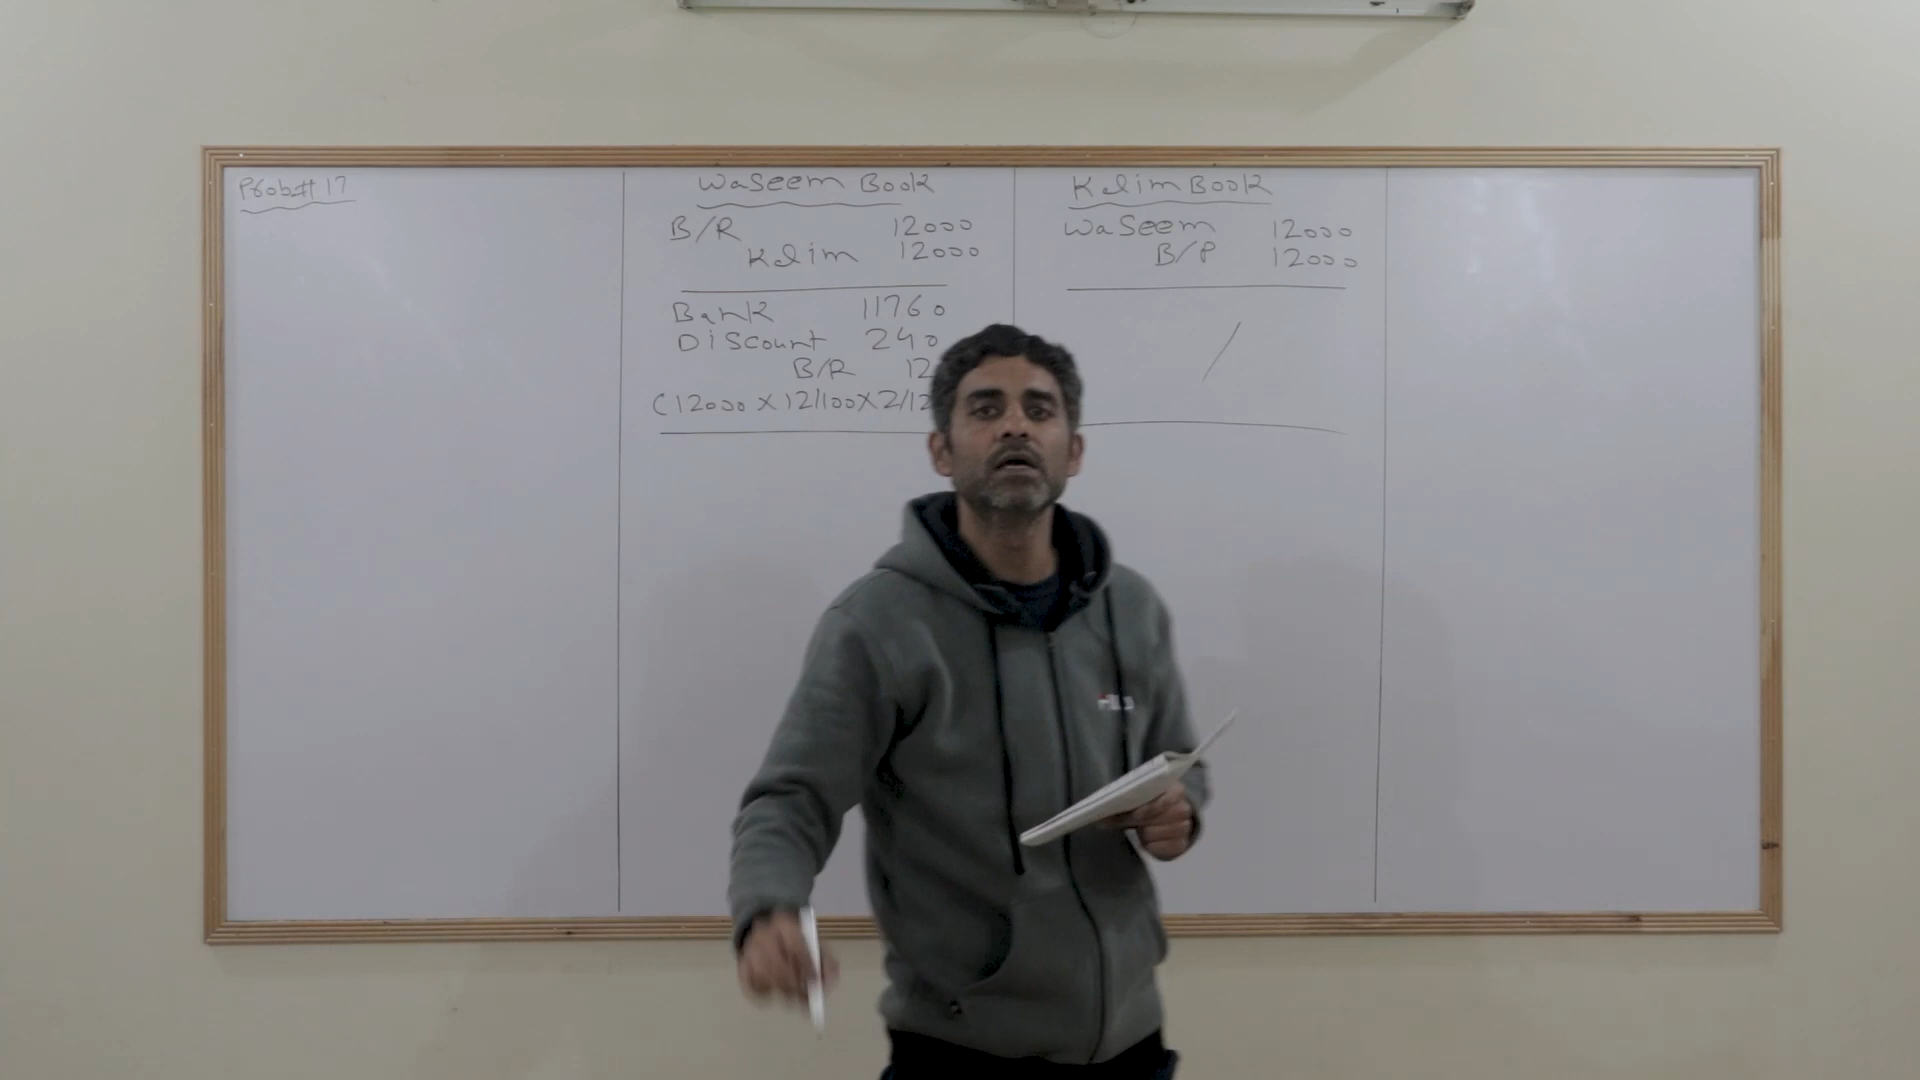 Prob# 17
Waseem Book
B/R 12000
Kalim 12000
Bank 11760
Discount 240
B/R 12
(12000 X 12/100 X 2/12
Kalim Book
Waseem 12000
B/P 12000
/